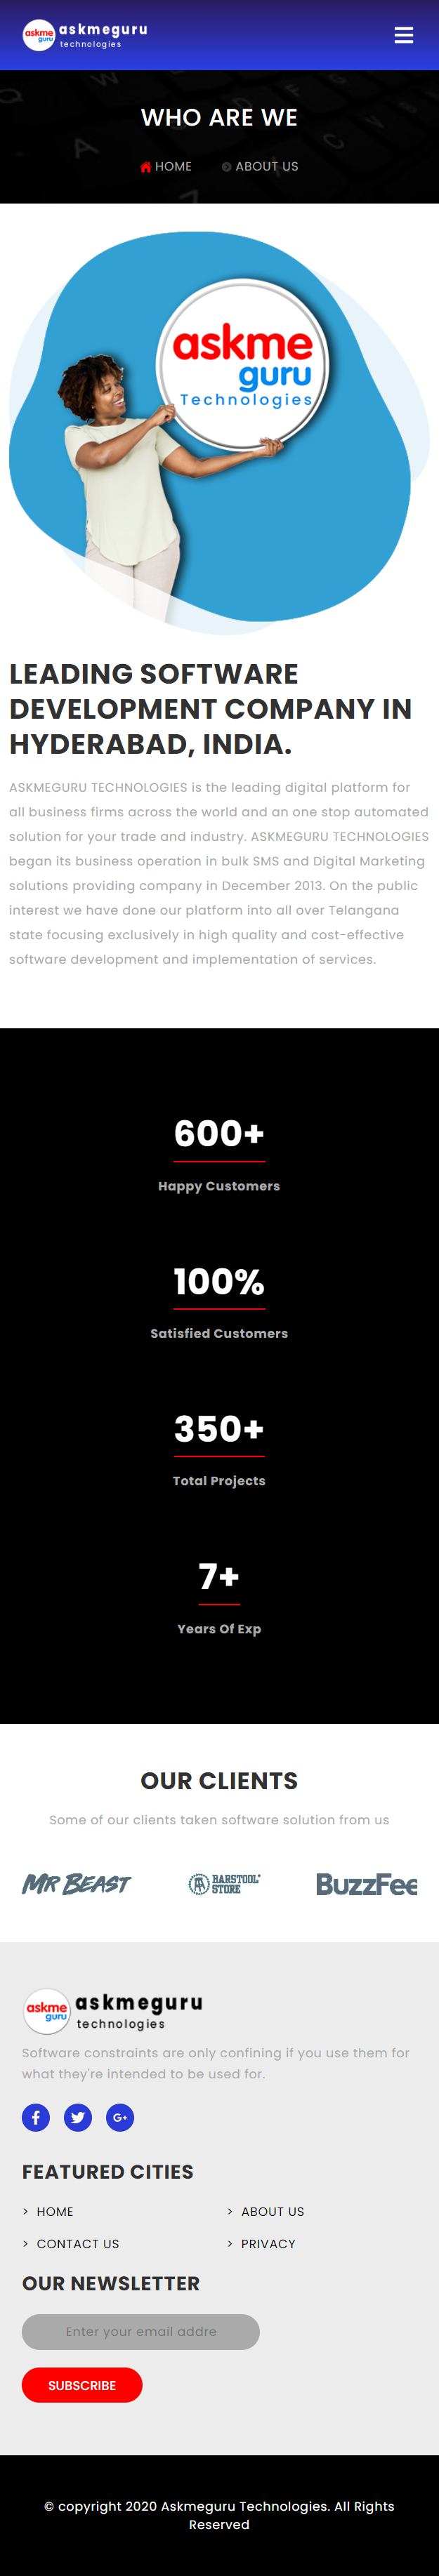 askme
guru
askmeguru
technologies
WHO ARE WE
HOME
ABOUT US
askme
guru
Technologies
LEADING SOFTWARE
DEVELOPMENT COMPANY IN
HYDERABAD, INDIA.
ASKMEGURU TECHNOLOGIES is the leading digital platform for
all business firms across the world and an one stop automated
solution for your trade and industry. ASKMEGURU TECHNOLOGIES
began its business operation in bulk SMS and Digital Marketing
solutions providing company in December 2013. On the public
interest we have done our platform into all over Telangana
state focusing exclusively in high quality and cost-effective
software development and implementation of services.
600+
Happy Customers
100%
Satisfied Customers
350+
Total Projects
7+
Years Of Exp
OUR CLIENTS
Some of our clients taken software solution from us
MR BEAST
BARSTOOL
STORE
BuzzFee
askme
guru
askmeguru
technologies
Software constraints are only confining if you use them for
what they're intended to be used for.
f
G+
FEATURED CITIES
> HOME
> ABOUT US
> CONTACT US
> PRIVACY
OUR NEWSLETTER
Enter your email addre
SUBSCRIBE
© copyright 2020 Askmeguru Technologies. All Rights
Reserved